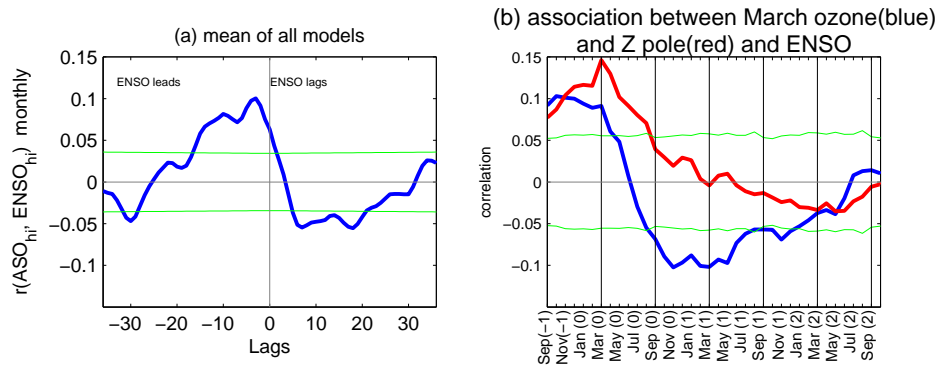 (a) mean of all models
ENSO leads
ENSO lags
r(ASO_hi, ENSO_hi) monthly
0.15
0.1
0.05
0
−0.05
−0.1
−30
−20
−10
0
10
20
30
Lags
(b) association between March ozone(blue)
and Z pole(red) and ENSO
correlation
0.15
0.1
0.05
0
−0.05
−0.1
Sep(−1)
Nov(−1)
Jan (0)
Mar (0)
May (0)
Jul (0)
Sep (0)
Nov (0)
Jan (1)
Mar (1)
May (1)
Jul (1)
Sep (1)
Nov (1)
Jan (2)
Mar (2)
May (2)
Jul (2)
Sep (2)